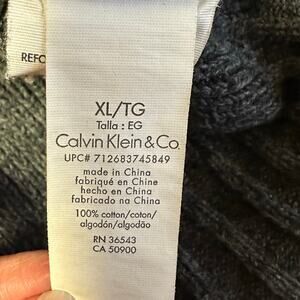 REFO
XL/TG
Talla : EG
Calvin Klein & Co.
UPC# 712683745849
made in China
fabriqué en Chine
hecho en China
fabricado na China
100% cotton/coton/
algodón/algodão
RN 36543
CA 50900